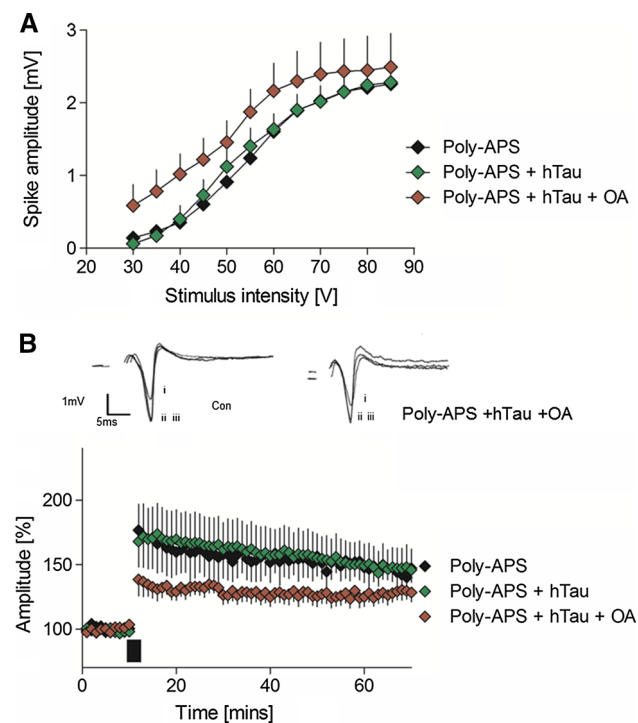 A
Spike amplitude [mV]
3
2
1
0
20 30 40 50 60 70 80 90
Stimulus intensity [V]
Poly-APS
Poly-APS + hTau
Poly-APS + hTau + OA
B
1mV
5ms
i
ii iii
Con
i
ii iii
Poly-APS +hTau +OA
Amplitude [%]
200
150
100
0 20 40 60
Time [mins]
Poly-APS
Poly-APS + hTau
Poly-APS + hTau + OA